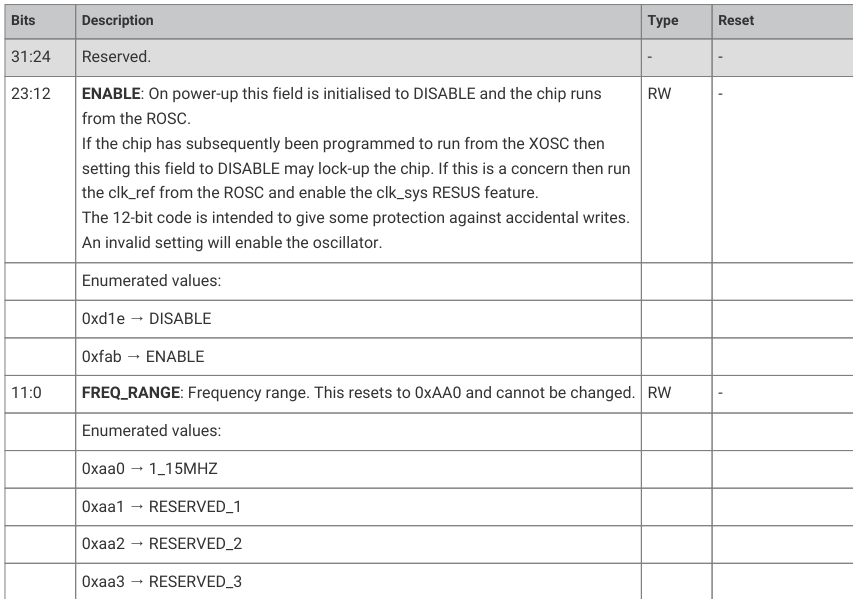 Bits Description Type Reset
31:24 Reserved. - -
23:12 ENABLE: On power-up this field is initialised to DISABLE and the chip runs RW -
from the ROSC.
If the chip has subsequently been programmed to run from the XOSC then
setting this field to DISABLE may lock-up the chip. If this is a concern then run
the clk_ref from the ROSC and enable the clk_sys RESUS feature.
The 12-bit code is intended to give some protection against accidental writes.
An invalid setting will enable the oscillator.
Enumerated values:
0xd1e → DISABLE
0xfab → ENABLE
11:0 FREQ_RANGE: Frequency range. This resets to 0xAA0 and cannot be changed. RW -
Enumerated values:
0xaa0 → 1_15MHZ
0xaa1 → RESERVED_1
0xaa2 → RESERVED_2
0xaa3 → RESERVED_3